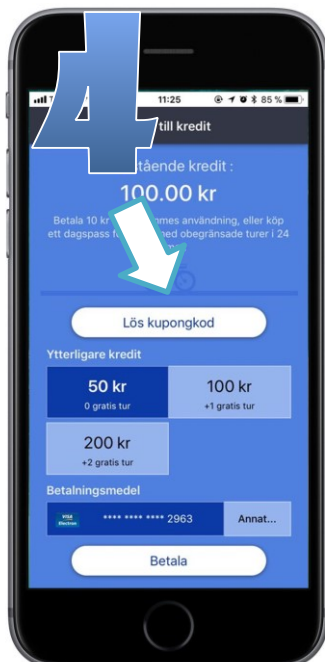 4
11:25
85 %
till kredit
tående kredit :
100.00 kr
Betala 10 kr mmes användning, eller köp
ett dagspass f ed obegränsade turer i 24
Lös kupongkod
Ytterligare kredit
50 kr
0 gratis tur
100 kr
+1 gratis tur
200 kr
+2 gratis tur
Betalningsmedel
VISA
Electron
**** **** **** 2963
Annat...
Betala